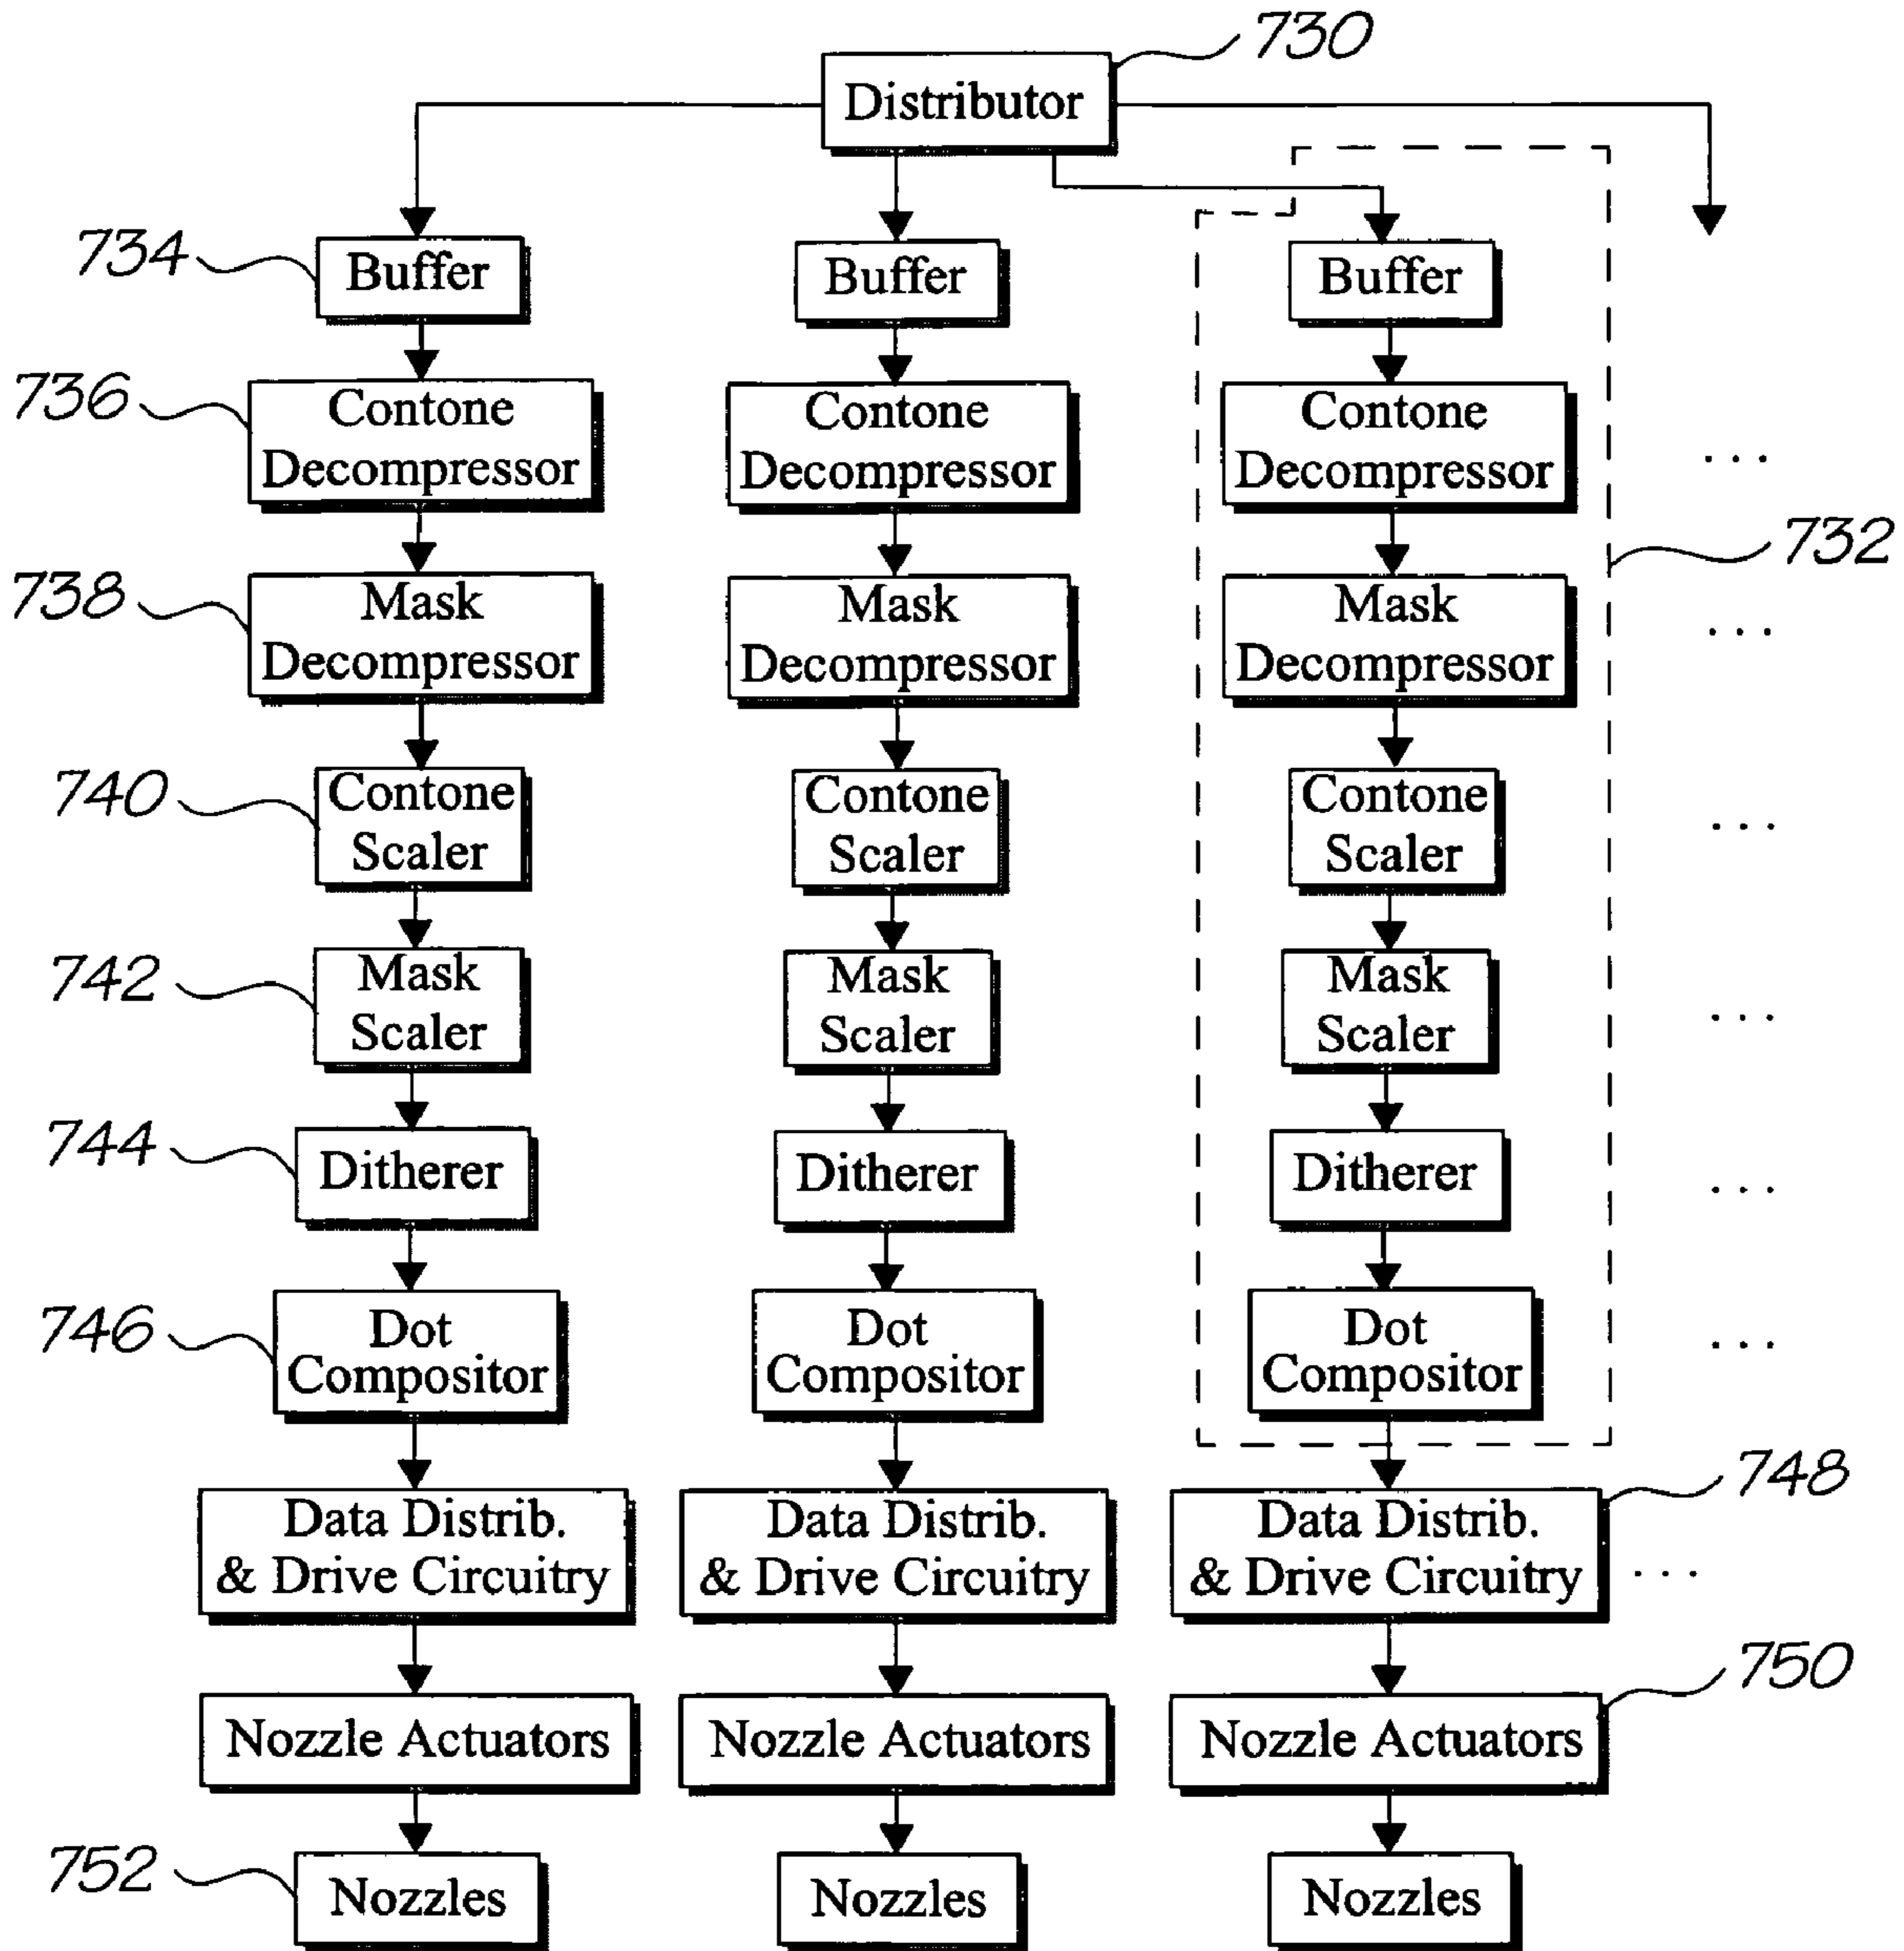 730
Distributor
734
Buffer
Buffer
Buffer
736
Contone
Decompressor
Contone
Decompressor
Contone
Decompressor
...
732
738
Mask
Decompressor
Mask
Decompressor
Mask
Decompressor
...
740
Contone
Scaler
Contone
Scaler
Contone
Scaler
...
742
Mask
Scaler
Mask
Scaler
Mask
Scaler
...
744
Ditherer
Ditherer
Ditherer
...
746
Dot
Compositor
Dot
Compositor
Dot
Compositor
...
748
Data Distrib.
& Drive Circuitry
Data Distrib.
& Drive Circuitry
Data Distrib.
& Drive Circuitry
...
750
Nozzle Actuators
Nozzle Actuators
Nozzle Actuators
752
Nozzles
Nozzles
Nozzles